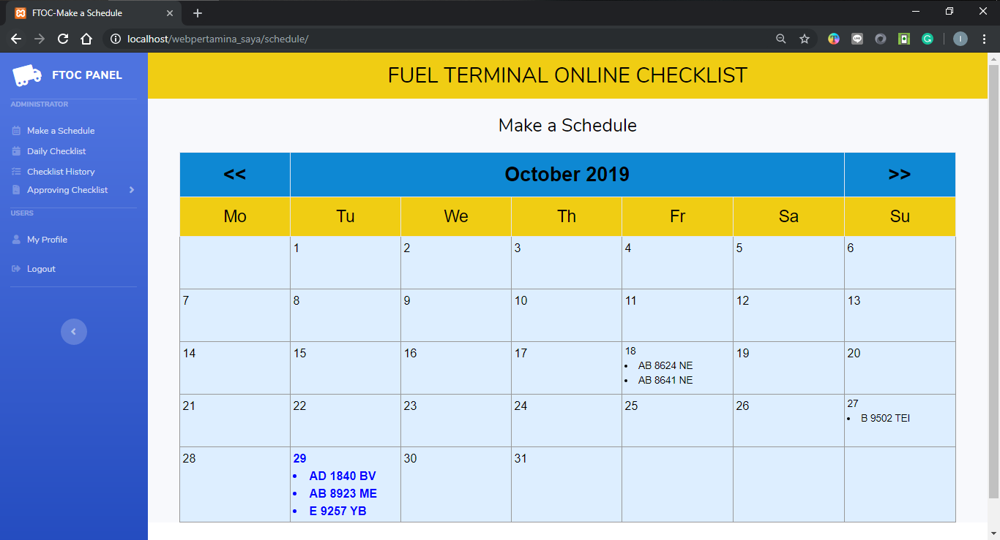 FTOC-Make a Schedule
localhost/webpertamina_saya/schedule/
I
FTOC PANEL
ADMINISTRATOR
Make a Schedule
Daily Checklist
Checklist History
Approving Checklist
USERS
My Profile
Logout
FUEL TERMINAL ONLINE CHECKLIST
Make a Schedule
<< October 2019 >>
Mo Tu We Th Fr Sa Su
1 2 3 4 5 6
7 8 9 10 11 12 13
14 15 16 17 18 19 20
• AB 8624 NE
• AB 8641 NE
21 22 23 24 25 26 27
• B 9502 TEI
28 29 30 31
• AD 1840 BV
• AB 8923 ME
• E 9257 YB